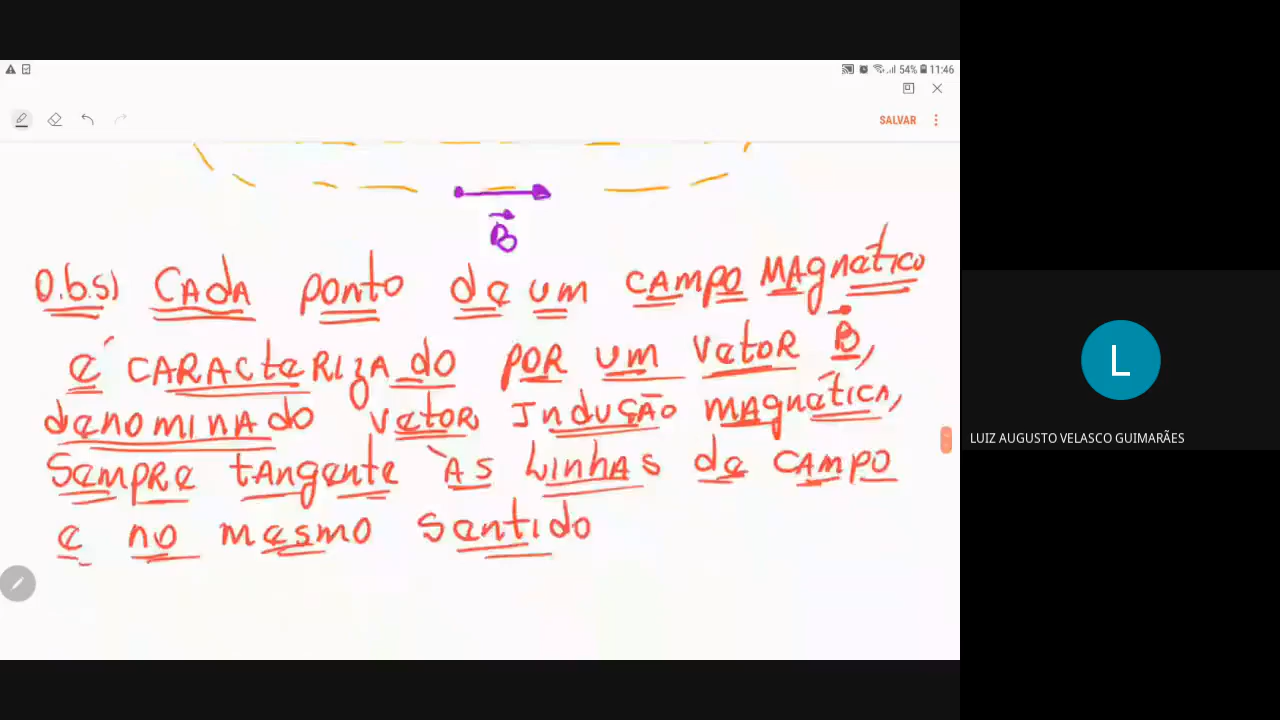 54% 11:46
SALVAR
B
O.b.s) CAdA ponto de um CAMPO MAgnético
é CARACteRIzAdo poR um vetoR B,
denominAdo vetoR Indução MAgnética,
Sempre tAngente às LinhAs de CAMPO
e no mesmo sentido
L
LUIZ AUGUSTO VELASCO GUIMARÃES